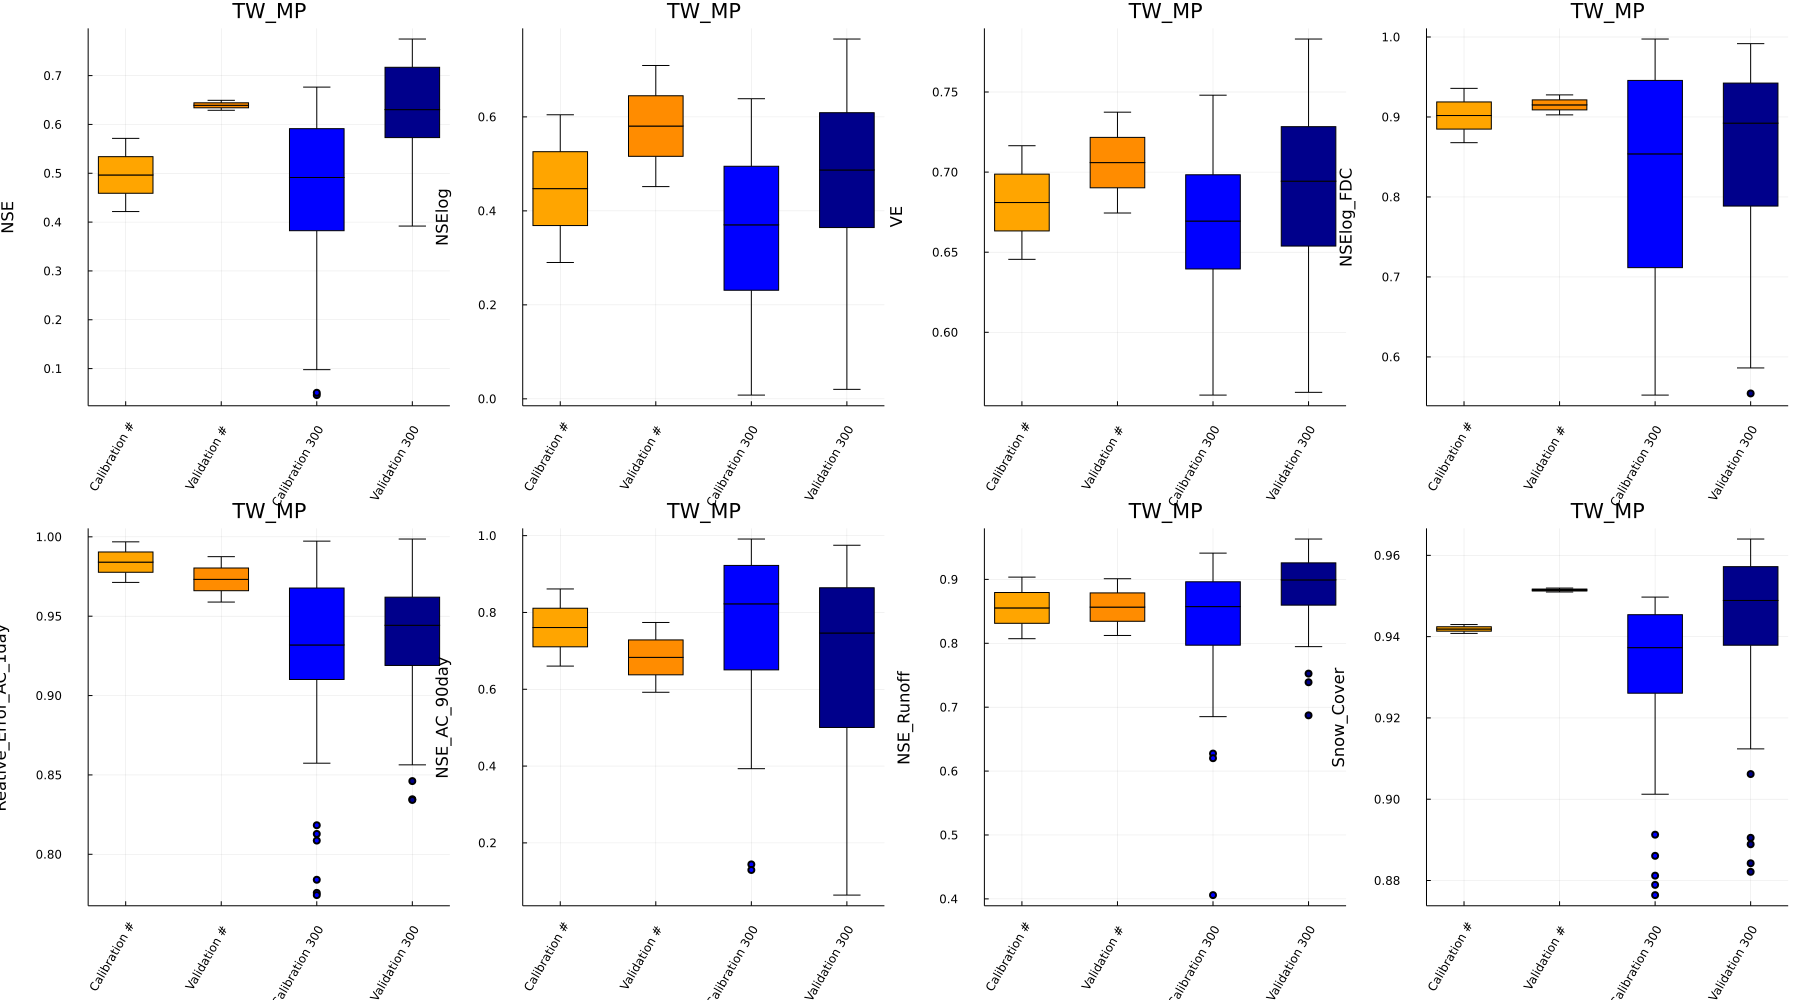 TW_MP
NSE
0.7
0.6
0.5
0.4
0.3
0.2
0.1
Calibration #
Validation #
Calibration 300
Validation 300
TW_MP
NSElog
0.6
0.4
0.2
0.0
Calibration #
Validation #
Calibration 300
Validation 300
TW_MP
VE
0.75
0.70
0.65
0.60
Calibration #
Validation #
Calibration 300
Validation 300
TW_MP
NSElog_FDC
1.0
0.9
0.8
0.7
0.6
Calibration #
Validation #
Calibration 300
Validation 300
TW_MP
Reative_Error_AC_1day
1.00
0.95
0.90
0.85
0.80
Calibration #
Validation #
Calibration 300
Validation 300
TW_MP
NSE_AC_90day
1.0
0.8
0.6
0.4
0.2
Calibration #
Validation #
Calibration 300
Validation 300
TW_MP
NSE_Runoff
0.9
0.8
0.7
0.6
0.5
0.4
Calibration #
Validation #
Calibration 300
Validation 300
TW_MP
Snow_Cover
0.96
0.94
0.92
0.90
0.88
Calibration #
Validation #
Calibration 300
Validation 300